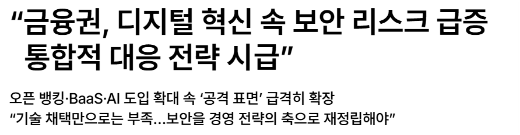 “금융권, 디지털 혁신 속 보안 리스크 급증
통합적 대응 전략 시급”
오픈 뱅킹·BaaS·AI 도입 확대 속 ‘공격 표면’ 급격히 확장
“기술 채택만으로는 부족…보안을 경영 전략의 축으로 재정립해야”